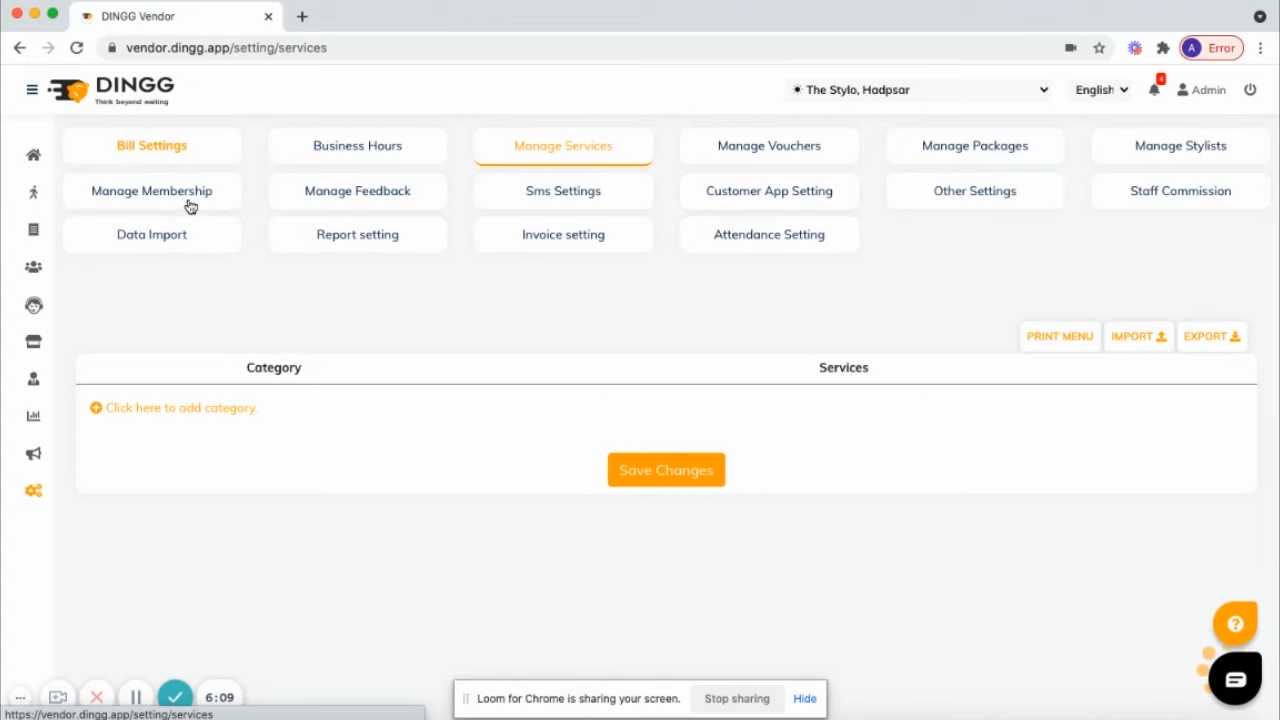 DINGG Vendor
vendor.dingg.app/setting/services
A Error
DINGG
Think beyond waiting
The Stylo, Hadpsar
English
4
Admin
Bill Settings
Business Hours
Manage Services
Manage Vouchers
Manage Packages
Manage Stylists
Manage Membership
Manage Feedback
Sms Settings
Customer App Setting
Other Settings
Staff Commission
Data Import
Report setting
Invoice setting
Attendance Setting
PRINT MENU
IMPORT
EXPORT
Category
Services
Click here to add category.
Save Changes
6:09
Loom for Chrome is sharing your screen.
Stop sharing
Hide
https://vendor.dingg.app/setting/services